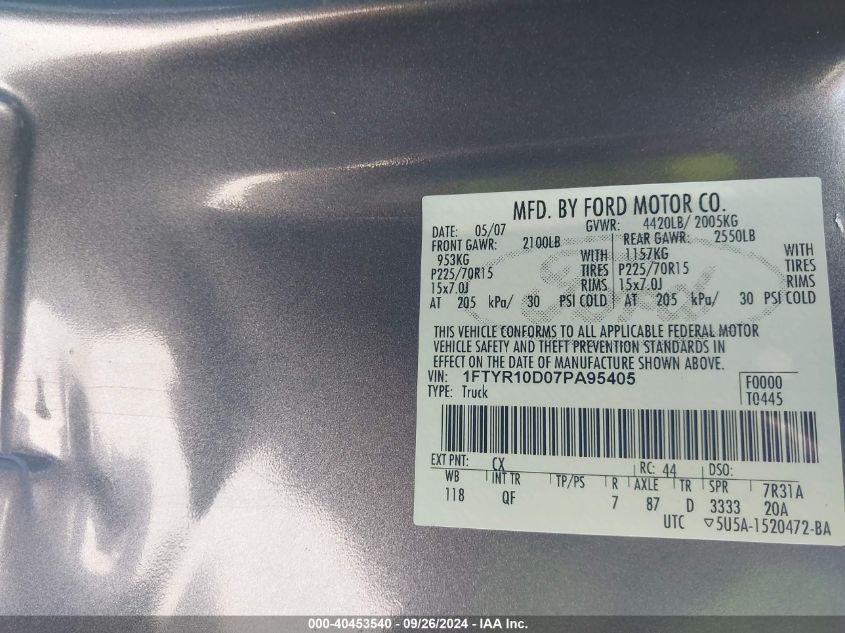 MFD. BY FORD MOTOR CO.
DATE: 05/07 GVWR: 4420LB/ 2005KG
FRONT GAWR: 2100LB REAR GAWR: 2550LB
953KG WITH 1157KG WITH
P225/70R15 TIRES P225/70R15 TIRES
15x7.0J RIMS 15x7.0J RIMS
AT 205 kPa/ 30 PSI COLD AT 205 kPa/ 30 PSI COLD
Ford
THIS VEHICLE CONFORMS TO ALL APPLICABLE FEDERAL MOTOR
VEHICLE SAFETY AND THEFT PREVENTION STANDARDS IN
EFFECT ON THE DATE OF MANUFACTURE SHOWN ABOVE.
VIN: 1FTYR10D07PA95405 F0000
TYPE: Truck T0445
EXT PNT: CX RC: 44 DSO:
WB INT TR TP/PS R AXLE TR SPR 7R31A
118 QF 7 87 D 3333 20A
UTC ▽5U5A-1520472-BA
000-40453540 - 09/26/2024 - IAA Inc.